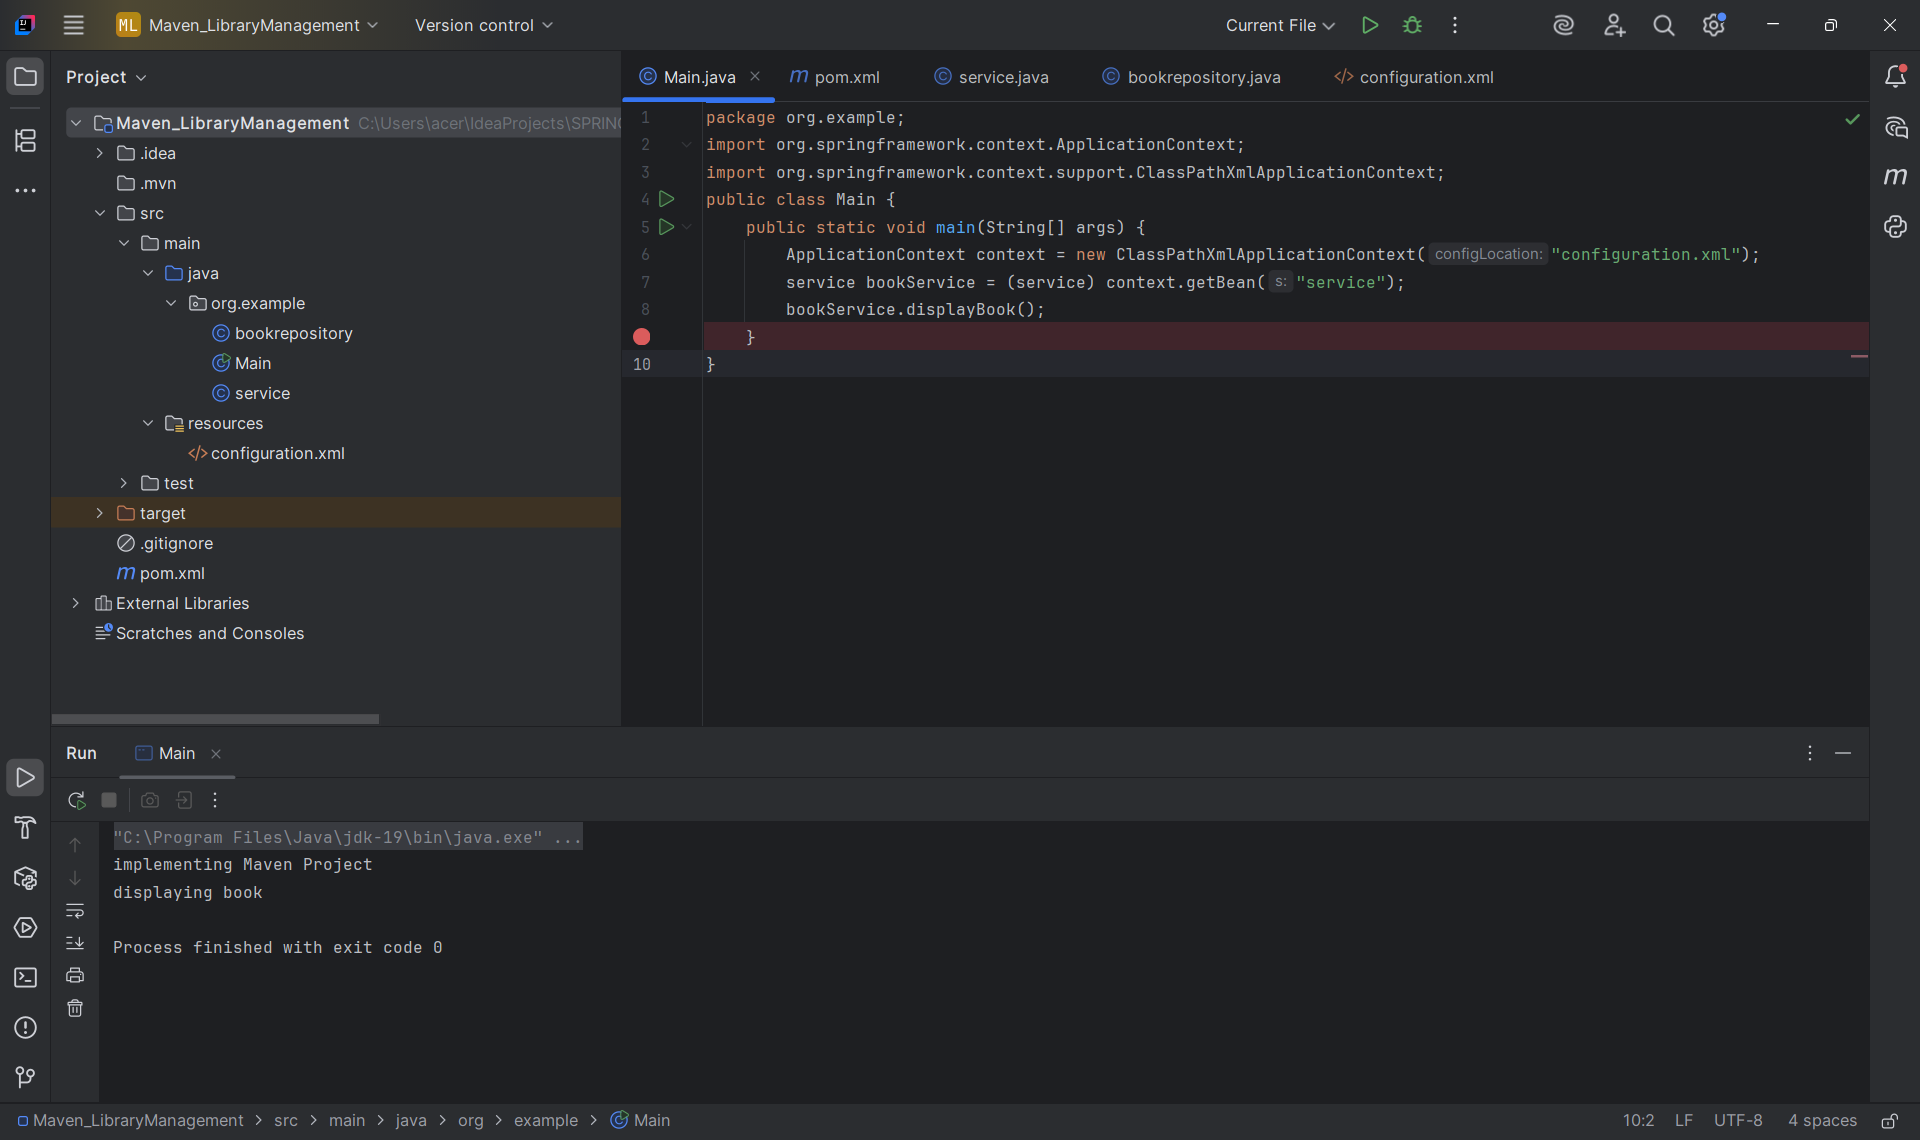 ML Maven_LibraryManagement Version control Current File
Project
Maven_LibraryManagement C:\Users\acer\IdeaProjects\SPRIN
.idea
.mvn
src
main
java
org.example
bookrepository
Main
service
resources
configuration.xml
test
target
.gitignore
pom.xml
External Libraries
Scratches and Consoles
Main.java pom.xml service.java bookrepository.java configuration.xml
1 package org.example;
2 import org.springframework.context.ApplicationContext;
3 import org.springframework.context.support.ClassPathXmlApplicationContext;
4 public class Main {
5 public static void main(String[] args) {
6 ApplicationContext context = new ClassPathXmlApplicationContext( configLocation: "configuration.xml");
7 service bookService = (service) context.getBean( s: "service");
8 bookService.displayBook();
}
10 }
Run Main
"C:\Program Files\Java\jdk-19\bin\java.exe" ...
implementing Maven Project
displaying book
Process finished with exit code 0
Maven_LibraryManagement > src > main > java > org > example > Main 10:2 LF UTF-8 4 spaces